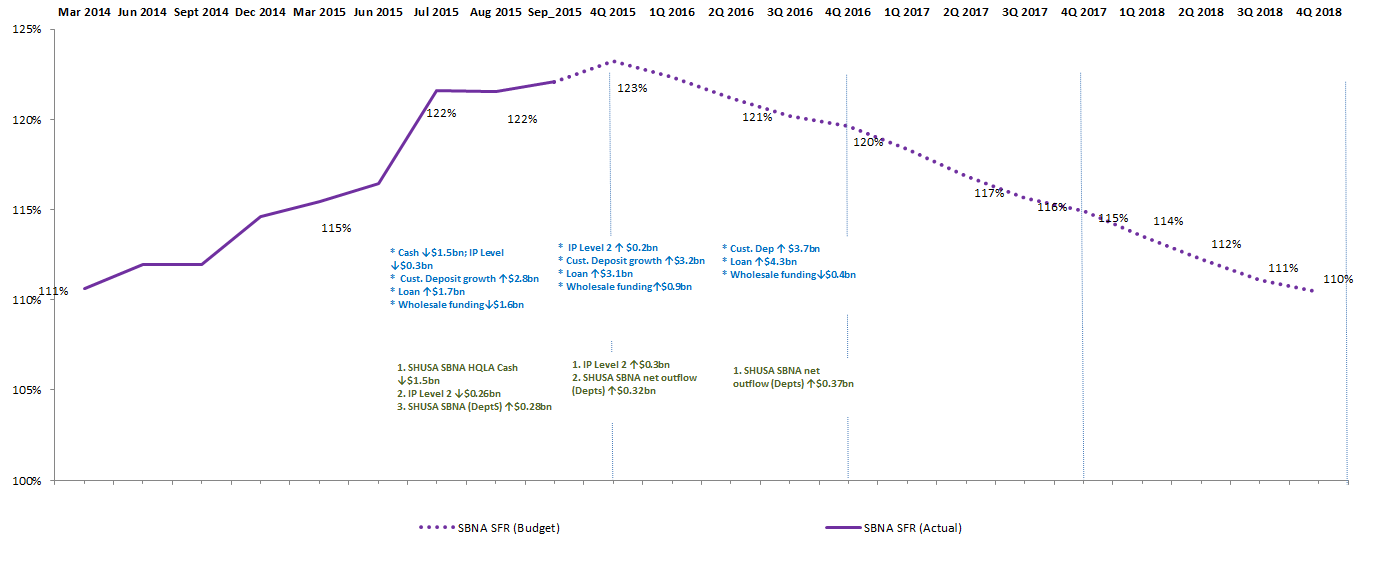 Mar 2014 Jun 2014 Sept 2014 Dec 2014 Mar 2015 Jun 2015 Jul 2015 Aug 2015 Sep_2015 4Q 2015 1Q 2016 2Q 2016 3Q 2016 4Q 2016 1Q 2017 2Q 2017 3Q 2017 4Q 2017 1Q 2018 2Q 2018 3Q 2018 4Q 2018
125%
120%
115%
110%
105%
100%
111%
115%
122%
122%
123%
121%
120%
117%
116%
115%
114%
112%
111%
110%
* Cash ↓$1.5bn; IP Level
↓$0.3bn
* Cust. Deposit growth ↑$2.8bn
* Loan ↑$1.7bn
* Wholesale funding↓$1.6bn
* IP Level 2 ↑ $0.2bn
* Cust. Deposit growth ↑$3.2bn
* Loan ↑$3.1bn
* Wholesale funding↑$0.9bn
* Cust. Dep ↑ $3.7bn
* Loan ↑$4.3bn
* Wholesale funding↓$0.4bn
1. SHUSA SBNA HQLA Cash
↓$1.5bn
2. IP Level 2 ↓$0.26bn
3. SHUSA SBNA (DeptS) ↑$0.28bn
1. IP Level 2 ↑$0.3bn
2. SHUSA SBNA net outflow
(Depts) ↑$0.32bn
1. SHUSA SBNA net
outflow (Depts) ↑$0.37bn
SBNA SFR (Budget)
SBNA SFR (Actual)